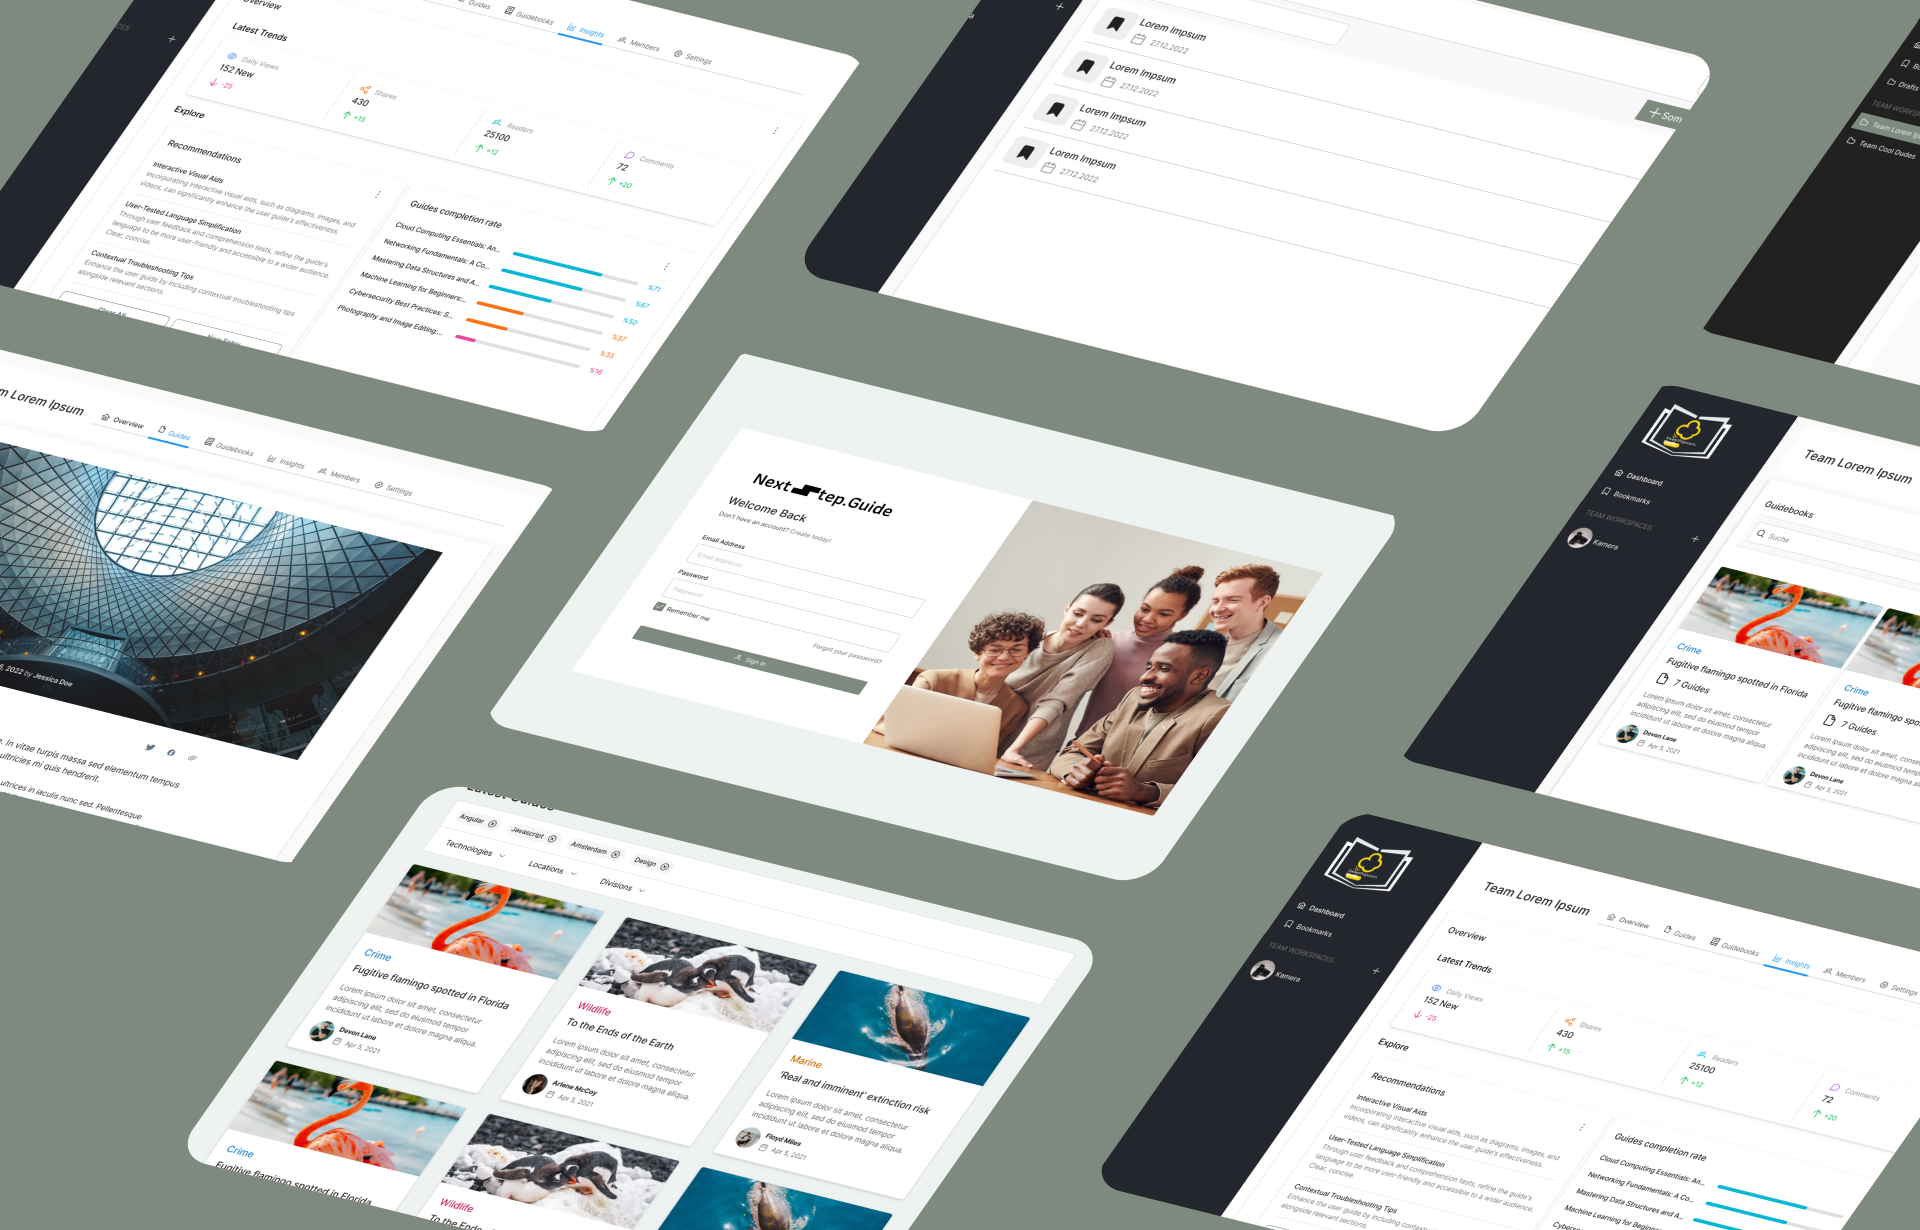 Overview
Guides
Guidebooks
Insights
Members
Settings
Latest Trends
Daily Views
152 New
-25
Shares
430
+15
Readers
25100
+12
Comments
72
+20
Explore
Recommendations
Interactive Visual Aids
Incorporating interactive visual aids, such as diagrams, images, and
videos, can significantly enhance the user guide's effectiveness.
User-Tested Language Simplification
Through user feedback and comprehension tests, refine the guide's
language to be more user-friendly and accessible to a wider audience.
Clear, concise.
Contextual Troubleshooting Tips
Enhance the user guide by including contextual troubleshooting tips
alongside relevant sections.
Clear All
New Entry
Guides completion rate
Cloud Computing Essentials: An...
%71
Networking Fundamentals: A Co...
%67
Mastering Data Structures and A...
%50
Machine Learning for Beginners:...
%37
Cybersecurity Best Practices: S...
%33
Photography and Image Editing:...
%16
Lorem Impsum
27.12.2022
Lorem Impsum
27.12.2022
Lorem Impsum
27.12.2022
Lorem Impsum
27.12.2022
Som
Drafts
TEAM WORKSP
Team Lorem Ip
Team Cool Dudes
m Lorem Ipsum
Overview
Guides
Guidebooks
Insights
Members
Settings
, 2022 by Jessica Doe
. In vitae turpis massa sed elementum tempus
ultricies mi quis hendrerit.
ultrices in iaculis nunc sed. Pellentesque
Next tep.Guide
Welcome Back
Don't have an account? Create today!
Email Address
Email addresss
Password
Password
Remember me
Forgot your password?
Sign in
Dashboard
Bookmarks
TEAM WORKSPACES
Kamera
Team Lorem Ipsum
Guidebooks
Suche
Crime
Fugitive flamingo spotted in Florida
7 Guides
Lorem ipsum dolor sit amet, consectetur
adipiscing elit, sed do eiusmod tempor
incididunt ut labore et dolore magna aliqua.
Devon Lane
Apr 5, 2021
Crime
Fugitive flamingo spo
7 Guides
Lorem ipsum dolor sit amet, conse
adipiscing elit, sed do eiusmod
incididunt ut labore et dolore ma
Devon Lane
Apr 5, 2021
Latest Guides
Angular
Javascript
Amsterdam
Design
Technologies
Locations
Divisions
Crime
Fugitive flamingo spotted in Florida
Lorem ipsum dolor sit amet, consectetur
adipiscing elit, sed do eiusmod tempor
incididunt ut labore et dolore magna aliqua.
Devon Lane
Apr 5, 2021
Wildlife
To the Ends of the Earth
Lorem ipsum dolor sit amet, consectetur
adipiscing elit, sed do eiusmod tempor
incididunt ut labore et dolore magna aliqua.
Arlene McCoy
Apr 5, 2021
Marine
'Real and imminent' extinction risk
Lorem ipsum dolor sit amet, consectetur
adipiscing elit, sed do eiusmod tempor
incididunt ut labore et dolore magna aliqua.
Floyd Miles
Apr 5, 2021
Crime
Fugitive flamingo spotted in Florida
Wildlife
To the Ends of the
Dashboard
Bookmarks
TEAM WORKSPACES
Kamera
Team Lorem Ipsum
Overview
Guides
Guidebooks
Insights
Members
Settings
Overview
Latest Trends
Daily Views
152 New
-25
Shares
430
+15
Readers
25100
+12
Comments
72
+20
Explore
Recommendations
Interactive Visual Aids
Incorporating interactive visual aids, such as diagrams, images, and
videos, can significantly enhance the user guide's effectiveness.
User-Tested Language Simplification
Through user feedback and comprehension tests, refine the guide's
language to be more user-friendly and accessible to a wider audience.
Clear, concise.
Contextual Troubleshooting Tips
Enhance the user guide by including contextual
alongside relevant sections.
Guides completion rate
Cloud Computing Essentials: An...
Networking Fundamentals: A Co...
Mastering Data Structures and A...
Machine Learning for Beginn
Cybersecurity